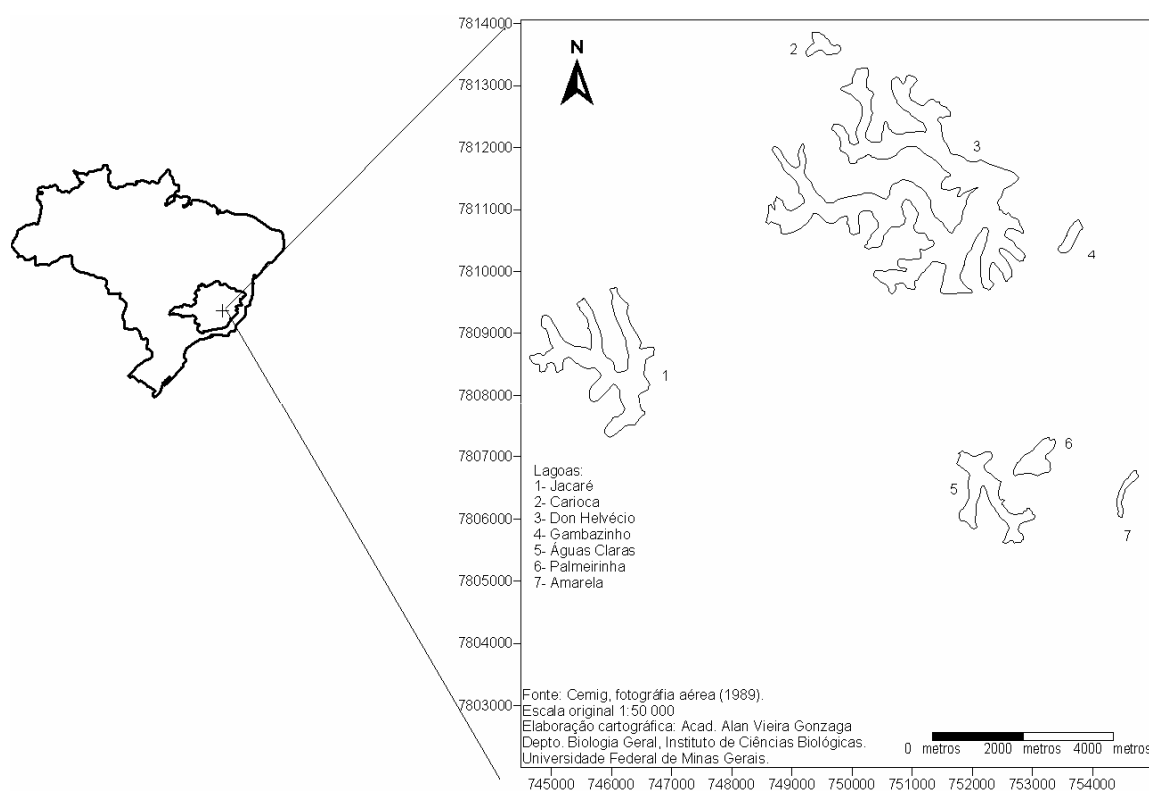 7814000
7813000
7812000
7811000
7810000
7809000
7808000
7807000
7806000
7805000
7804000
7803000
N
2
3
4
1
6
5
7
Lagoas:
1- Jacaré
2- Carioca
3- Don Helvécio
4- Gambazinho
5- Águas Claras
6- Palmeirinha
7- Amarela
Fonte: Cemig, fotográfia aérea (1989).
Escala original 1:50 000
Elaboração cartográfica: Acad. Alan Vieira Gonzaga
Depto. Biologia Geral, Instituto de Ciências Biológicas.
Universidade Federal de Minas Gerais.
0 metros 2000 metros 4000 metros
745000 746000 747000 748000 749000 750000 751000 752000 753000 754000